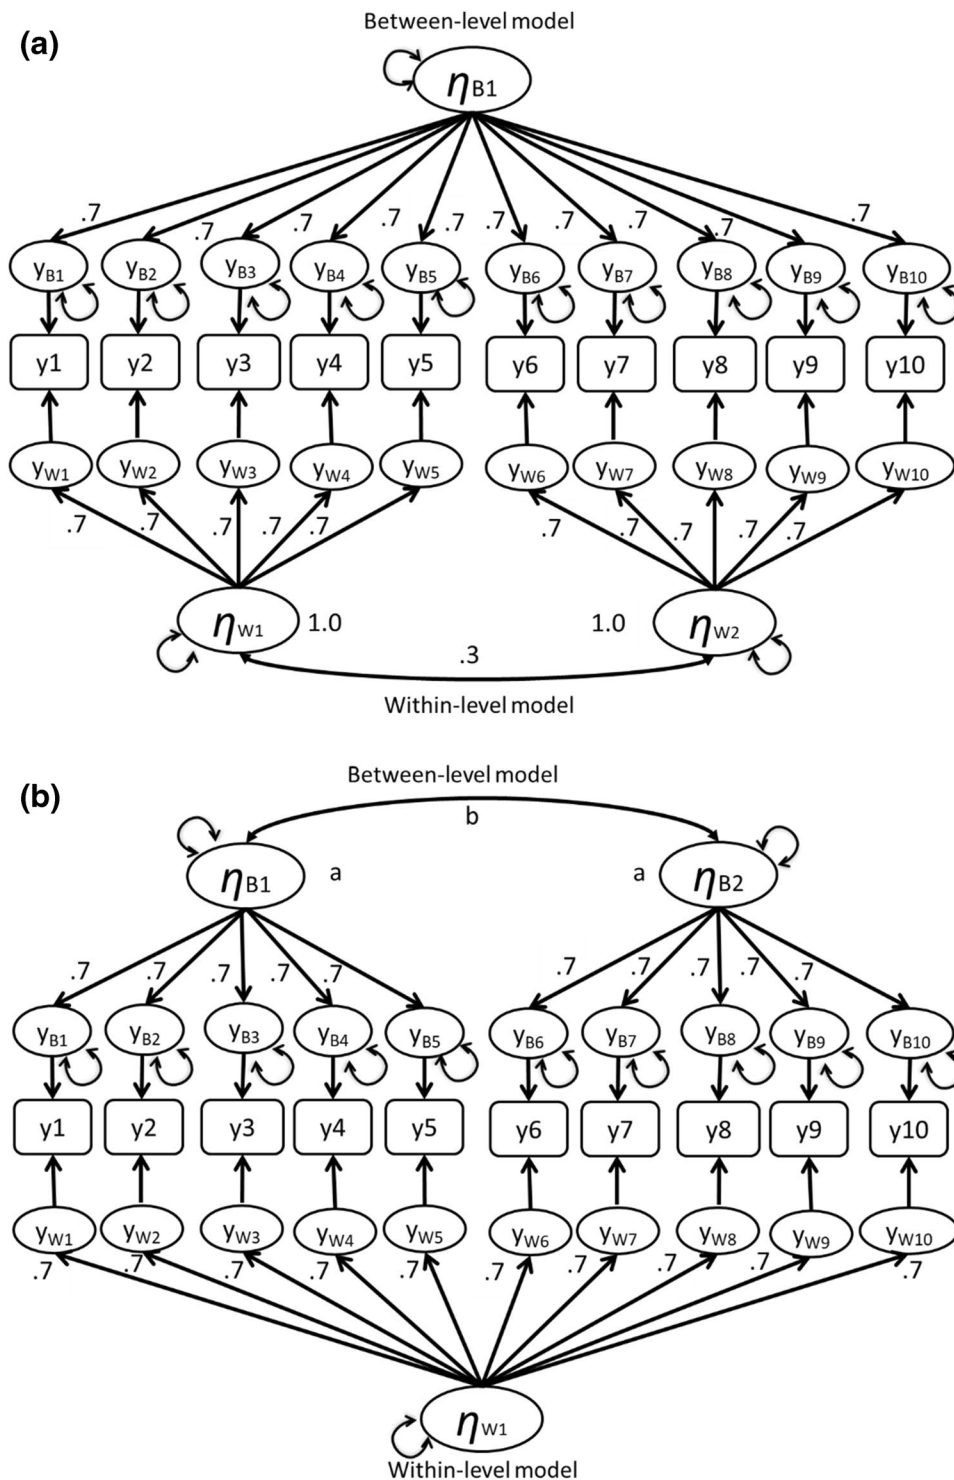 Between-level model
(a)
ηB1
.7 .7 .7 .7 .7 .7 .7 .7 .7 .7
yB1 yB2 yB3 yB4 yB5 yB6 yB7 yB8 yB9 yB10
y1 y2 y3 y4 y5 y6 y7 y8 y9 y10
yW1 yW2 yW3 yW4 yW5 yW6 yW7 yW8 yW9 yW10
.7 .7 .7 .7 .7 .7 .7 .7 .7 .7
ηW1 1.0 1.0 ηW2
.3
Within-level model
Between-level model
(b)
b
ηB1 a a ηB2
.7 .7 .7 .7 .7 .7 .7 .7 .7 .7
yB1 yB2 yB3 yB4 yB5 yB6 yB7 yB8 yB9 yB10
y1 y2 y3 y4 y5 y6 y7 y8 y9 y10
yW1 yW2 yW3 yW4 yW5 yW6 yW7 yW8 yW9 yW10
.7 .7 .7 .7 .7 .7 .7 .7 .7 .7
ηW1
Within-level model